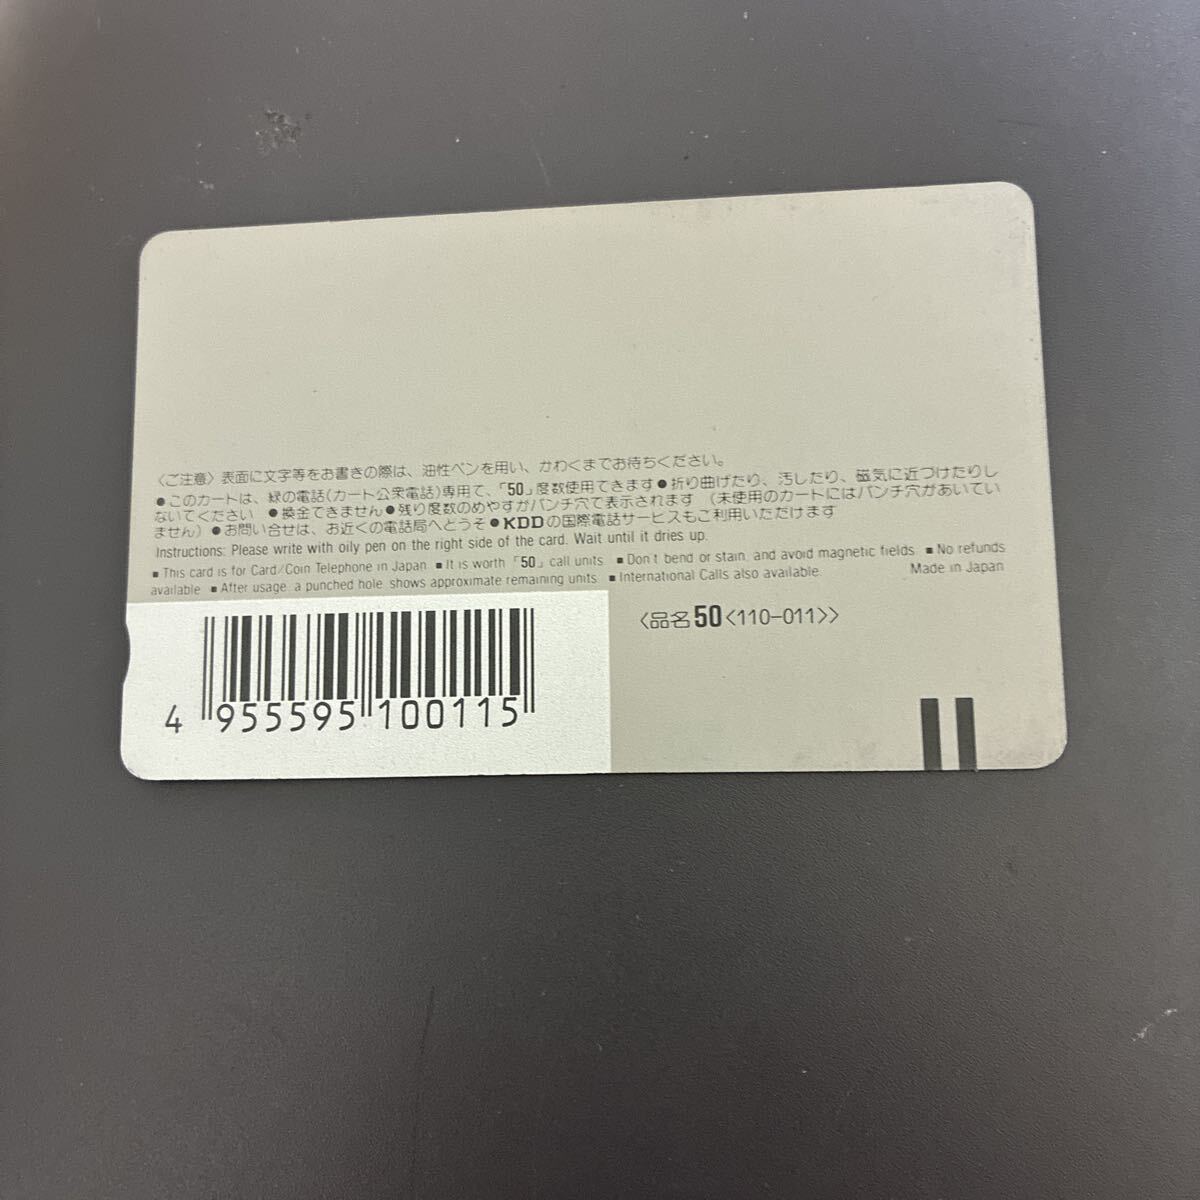 〈ご注意〉表面に文字等をお書きの際は、油性ペンを用い、かわくまでお待ちください。
●このカードは、緑の電話(カード公衆電話)専用で、「50」度数使用できます●折り曲げたり、汚したり、磁気に近づけたりし
ないでください ●換金できません●残り度数のめやすがパンチ穴で表示されます (未使用のカードにはパンチ穴があいてい
ません) ●お問い合せは、お近くの電話局へどうぞ ●KDDの国際電話サービスもご利用いただけます
Instructions: Please write with oily pen on the right side of the card. Wait until it dries up.
■This card is for Card/Coin Telephone in Japan ■It is worth「50」call units ■Don't bend or stain, and avoid magnetic fields ■No refunds
available ■After usage, a punched hole, shows approximate remaining units ■International Calls also available.
Made in Japan
〈品名50<110-011>〉
4 955595 100115